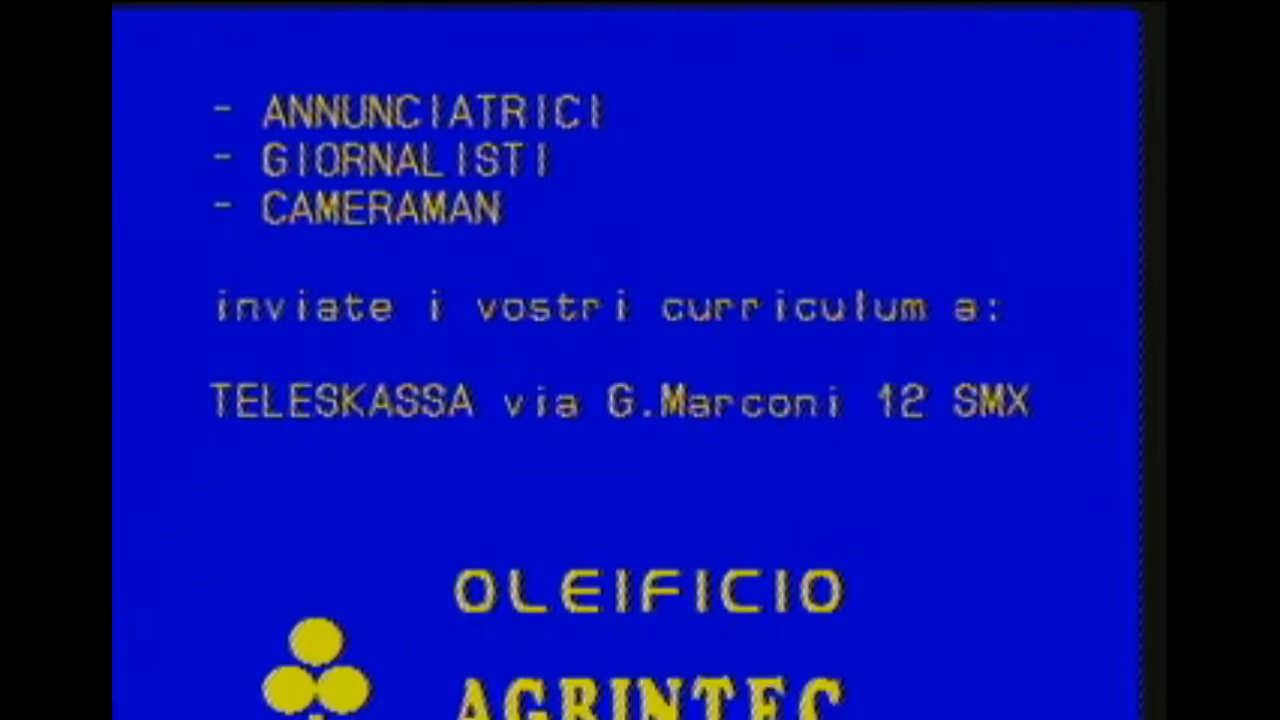 - ANNUNCIATRICI
- GIORNALISTI
- CAMERAMAN
inviate i vostri curriculum a:
TELESKASSA via G.Marconi 12 SMX
OLEIFICIO
AGRINTEC